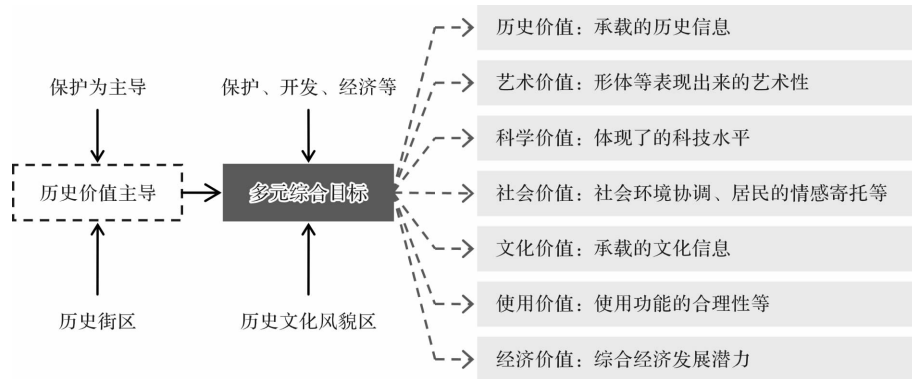 保护为主导
保护、开发、经济等
历史价值主导
多元综合目标
历史街区
历史文化风貌区
历史价值：承载的历史信息
艺术价值：形体等表现出来的艺术性
科学价值：体现了的科技水平
社会价值：社会环境协调、居民的情感寄托等
文化价值：承载的文化信息
使用价值：使用功能的合理性等
经济价值：综合经济发展潜力